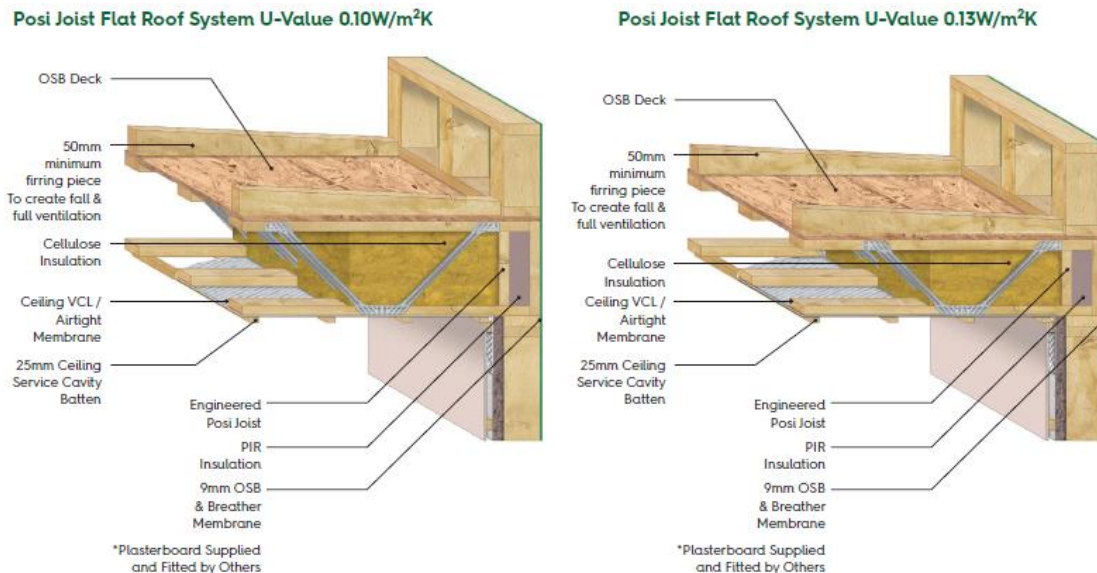 Posi Joist Flat Roof System U-Value 0.10W/m²K
OSB Deck
50mm
minimum
firring piece
To create fall &
full ventilation
Cellulose
Insulation
Ceiling VCL /
Airtight
Membrane
25mm Ceiling
Service Cavity
Batten
Engineered
Posi Joist
PIR
Insulation
9mm OSB
& Breather
Membrane
*Plasterboard Supplied
and Fitted by Others
Posi Joist Flat Roof System U-Value 0.13W/m²K
OSB Deck
50mm
minimum
firring piece
To create fall &
full ventilation
Cellulose
Insulation
Ceiling VCL /
Airtight
Membrane
25mm Ceiling
Service Cavity
Batten
Engineered
Posi Joist
PIR
Insulation
9mm OSB
& Breather
Membrane
*Plasterboard Supplied
and Fitted by Others